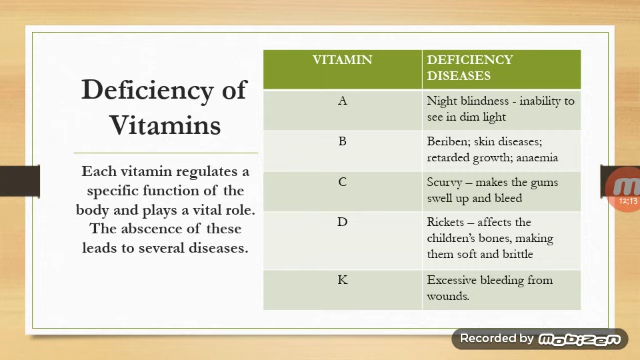 Deficiency of
Vitamins
Each vitamin regulates a
specific function of the
body and plays a vital role.
The abscence of these
leads to several diseases.
VITAMIN
DEFICIENCY
DISEASES
A
Night blindness - inability to
see in dim light
B
Beriben; skin diseases;
retarded growth; anaemia
C
Scurvy – makes the gums
swell up and bleed
D
Rickets – affects the
children's bones, making
them soft and brittle
K
Excessive bleeding from
wounds.
12:13
Recorded by mobizen